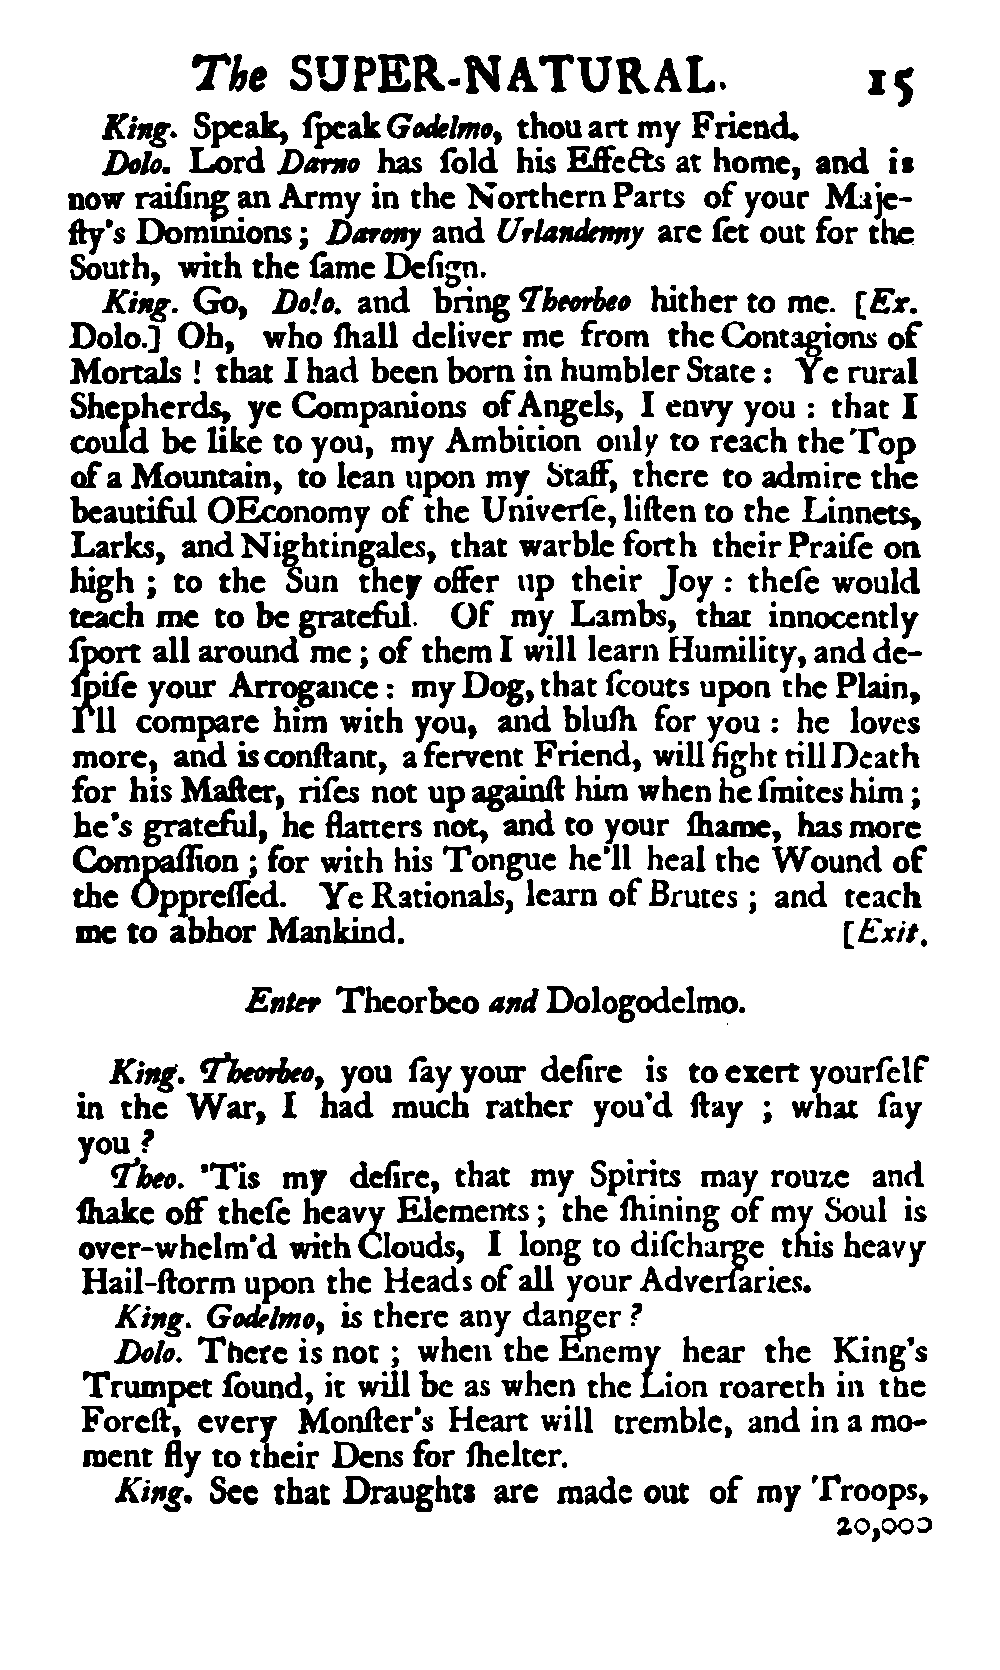 The SUPER-NATURAL. 15
King. Speak, ſpeak Godelmo, thou art my Friend.
Dolo. Lord Darno has ſold his Effects at home, and is
now raiſing an Army in the Northern Parts of your Maje-
ſty's Dominions; Darony and Urlandenny are ſet out for the
South, with the ſame Deſign.
King. Go, Dolo. and bring Theorbeo hither to me. [Ex.
Dolo.] Oh, who ſhall deliver me from the Contagions of
Mortals ! that I had been born in humbler State : Ye rural
Shepherds, ye Companions of Angels, I envy you : that I
could be like to you, my Ambition only to reach the Top
of a Mountain, to lean upon my Staff, there to admire the
beautiful OEconomy of the Univerſe, liſten to the Linnets,
Larks, and Nightingales, that warble forth their Praiſe on
high ; to the Sun they offer up their Joy : theſe would
teach me to be grateful. Of my Lambs, that innocently
ſport all around me ; of them I will learn Humility, and de-
ſpiſe your Arrogance : my Dog, that ſcouts upon the Plain,
I'll compare him with you, and bluſh for you : he loves
more, and is conſtant, a fervent Friend, will fight till Death
for his Maſter, riſes not up againſt him when he ſmites him ;
he's grateful, he flatters not, and to your ſhame, has more
Compaſſion ; for with his Tongue he'll heal the Wound of
the Oppreſſed. Ye Rationals, learn of Brutes ; and teach
me to abhor Mankind. [Exit.
Enter Theorbeo and Dologodelmo.
King. Theorbeo, you ſay your deſire is to exert yourſelf
in the War, I had much rather you'd ſtay ; what ſay
you ?
Theo. 'Tis my deſire, that my Spirits may rouze and
ſhake off theſe heavy Elements ; the ſhining of my Soul is
over-whelm'd with Clouds, I long to diſcharge this heavy
Hail-ſtorm upon the Heads of all your Adverſaries.
King. Godelmo, is there any danger ?
Dolo. There is not ; when the Enemy hear the King's
Trumpet ſound, it will be as when the Lion roareth in the
Foreſt, every Monſter's Heart will tremble, and in a mo-
ment fly to their Dens for ſhelter.
King. See that Draughts are made out of my Troops,
20,000